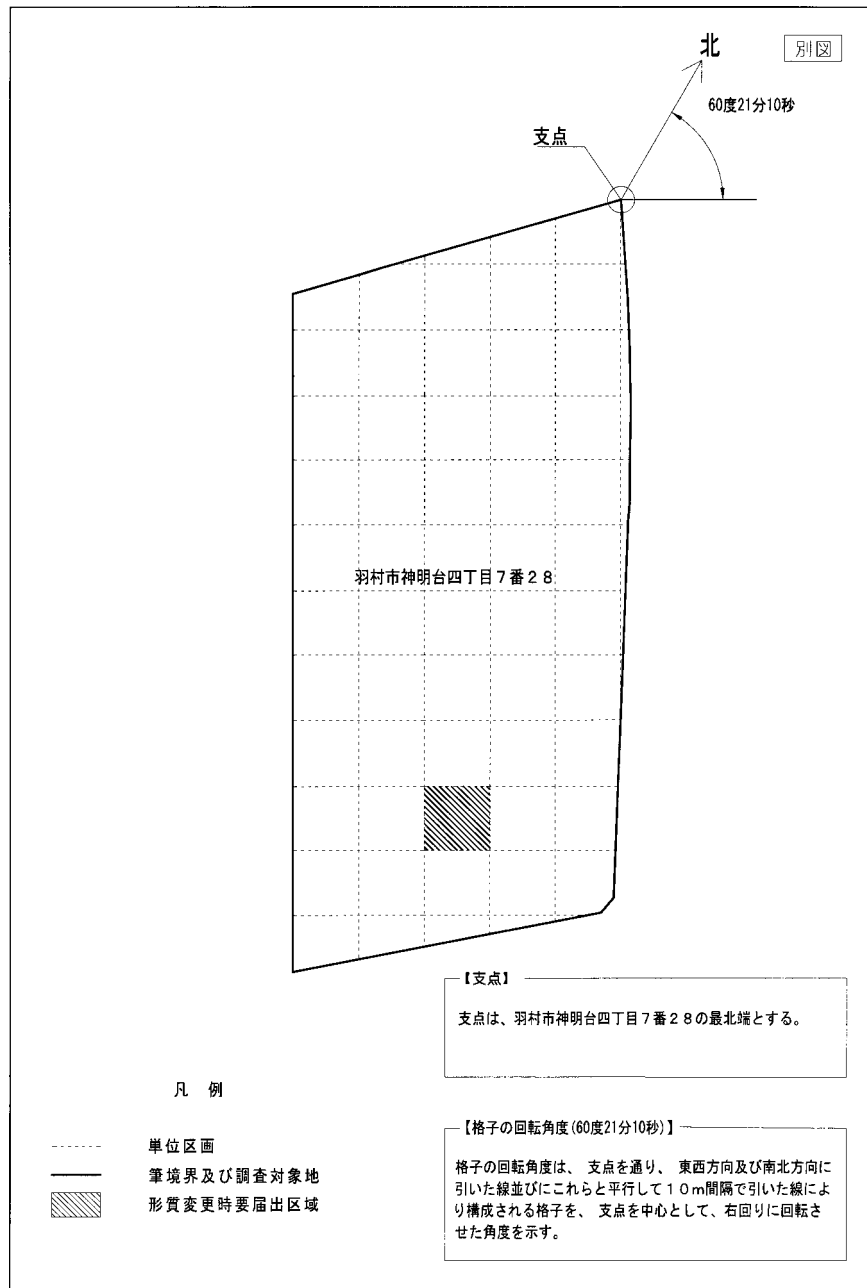 別図
北
60度21分10秒
支点
羽村市神明台四丁目7番28
【支点】
支点は、羽村市神明台四丁目7番28の最北端とする。
凡 例
単位区画
筆境界及び調査対象地
形質変更時要届出区域
【格子の回転角度(60度21分10秒)】
格子の回転角度は、 支点を通り、 東西方向及び南北方向に
引いた線並びにこれらと平行して10m間隔で引いた線によ
り構成される格子を、 支点を中心として、右回りに回転さ
せた角度を示す。